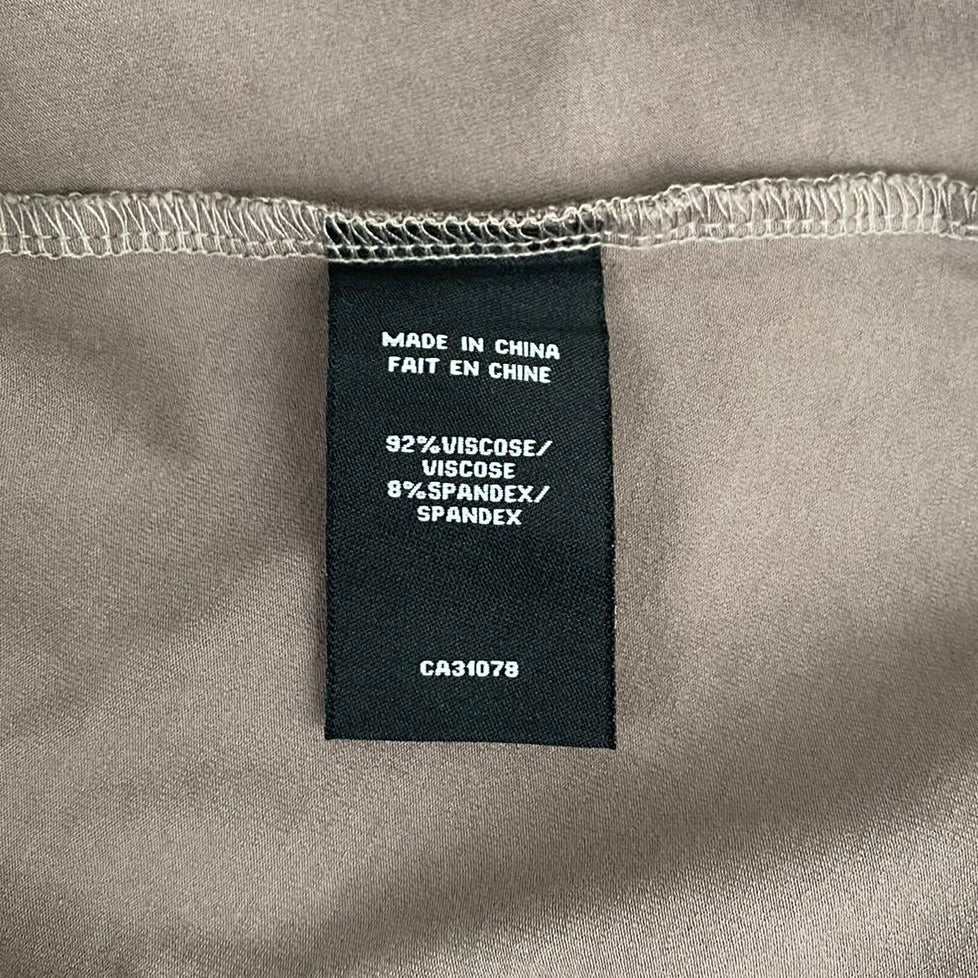 MADE IN CHINA
FAIT EN CHINE
92%VISCOSE/
VISCOSE
8%SPANDEX/
SPANDEX
CA31078